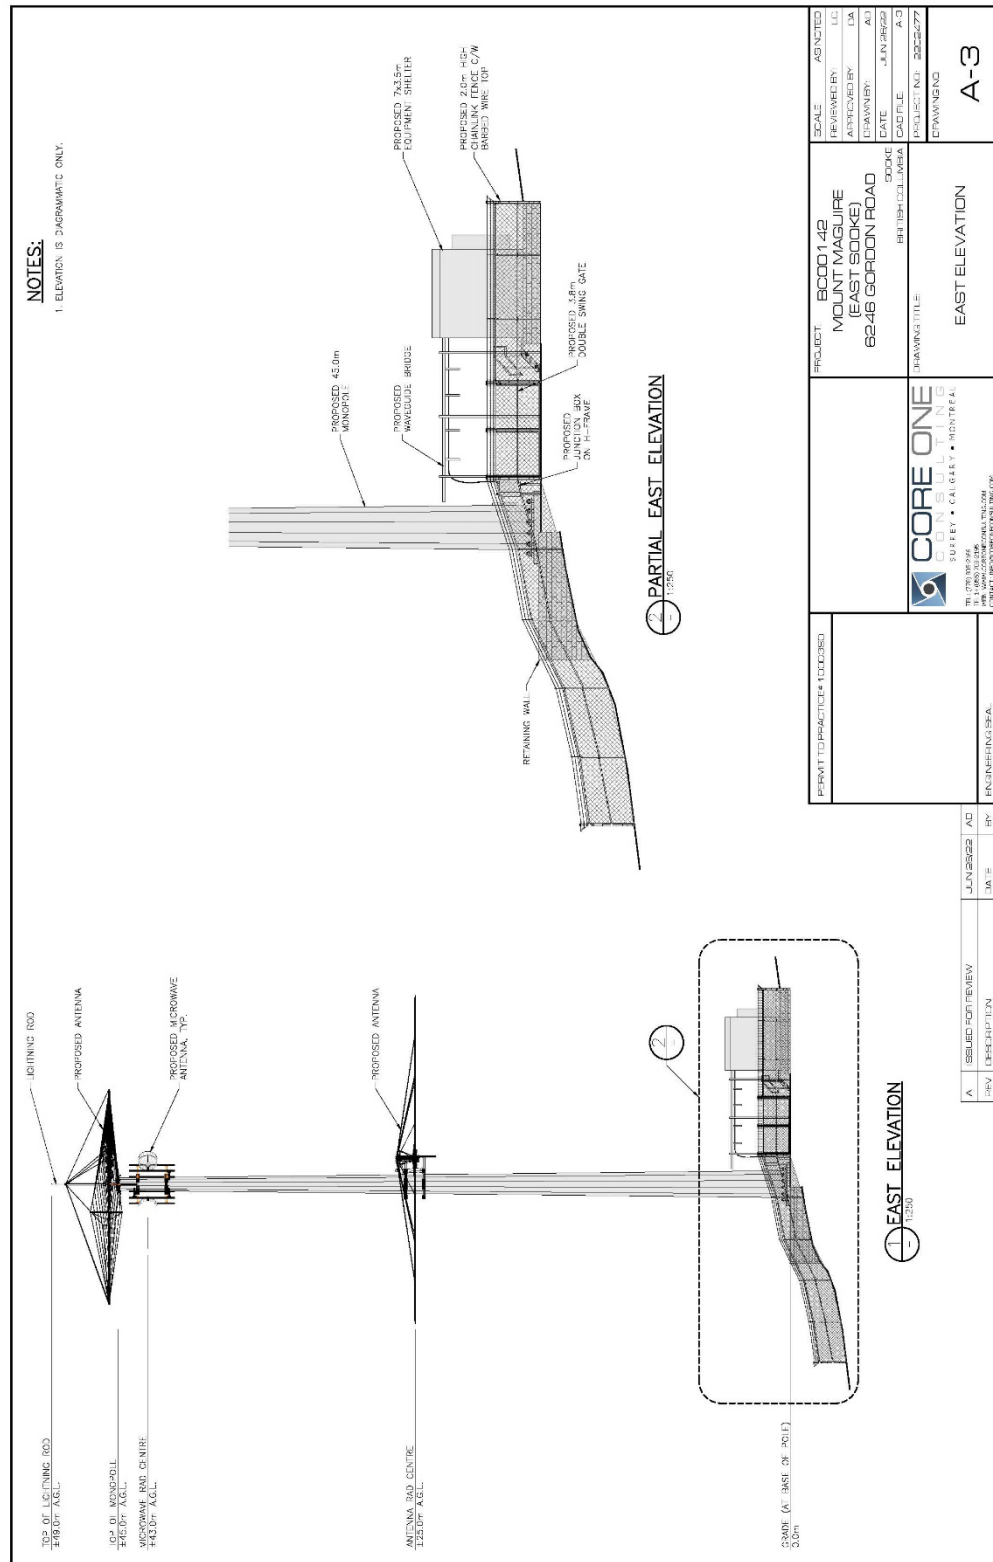 NOTES:
1. ELEVATION IS DIAGRAMMATIC ONLY.
TOP OF LIGHTNING ROD
±49.0m A.G.L.
TOP OF MONOPOLE
±45.0m A.G.L.
MICROWAVE RAD CENTRE
±43.0m A.G.L.
ANTENNA RAD CENTRE
±25.0m A.G.L.
GRADE (AT BASE OF POLE)
0.0m
LIGHTNING ROD
PROPOSED ANTENNA
PROPOSED MICROWAVE
ANTENNA, TYP.
PROPOSED ANTENNA
2
-
1
-
EAST ELEVATION
1:250
PROPOSED 45.0m
MONOPOLE
PROPOSED
WAVEGUIDE BRIDGE
PROPOSED 7x3.5m
EQUIPMENT SHELTER
PROPOSED 2.0m HIGH
CHAINLINK FENCE C/W
BARBED WIRE TOP
RETAINING WALL
PROPOSED
JUNCTION BOX
ON H-FRAME
PROPOSED 3.8m
DOUBLE SWING GATE
2
-
PARTIAL EAST ELEVATION
1:250
A ISSUED FOR REVIEW JUN 28/22 AD
REV DESCRIPTION DATE BY
PERMIT TO PRACTICE# 1000380
ENGINEERING SEAL
CORE ONE
CONSULTING
SURREY • CALGARY • MONTREAL
PROJECT:
BC00142
MOUNT MAGUIRE
(EAST SOOKE)
6246 GORDON ROAD
SOOKE
BRITISH COLUMBIA
DRAWING TITLE:
EAST ELEVATION
SCALE AS NOTED
REVIEWED BY: LC
APPROVED BY DA
DRAWN BY: AD
DATE JUN 28/22
CAD FILE A-3
PROJECT NO: 2202477
DRAWING NO.
A-3